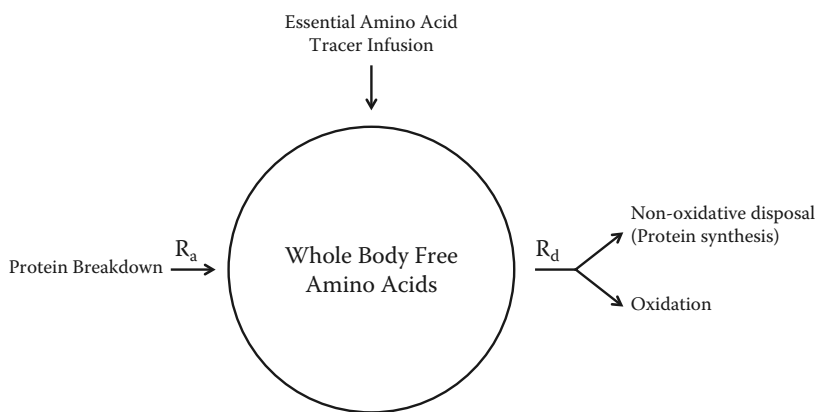 Essential Amino Acid
Tracer Infusion
Protein Breakdown
Rₐ
Whole Body Free
Amino Acids
R_d
Non-oxidative disposal
(Protein synthesis)
Oxidation